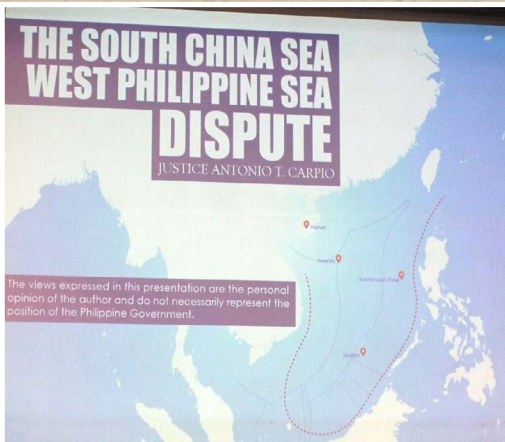 THE SOUTH CHINA SEA
WEST PHILIPPINE SEA
DISPUTE
JUSTICE ANTONIO T. CARPIO
Hainan
Paracels
Scarborough Shoal
The views expressed in this presentation are the personal
opinion of the author and do not necessarily represent the
position of the Philippine Government.
Spratlys